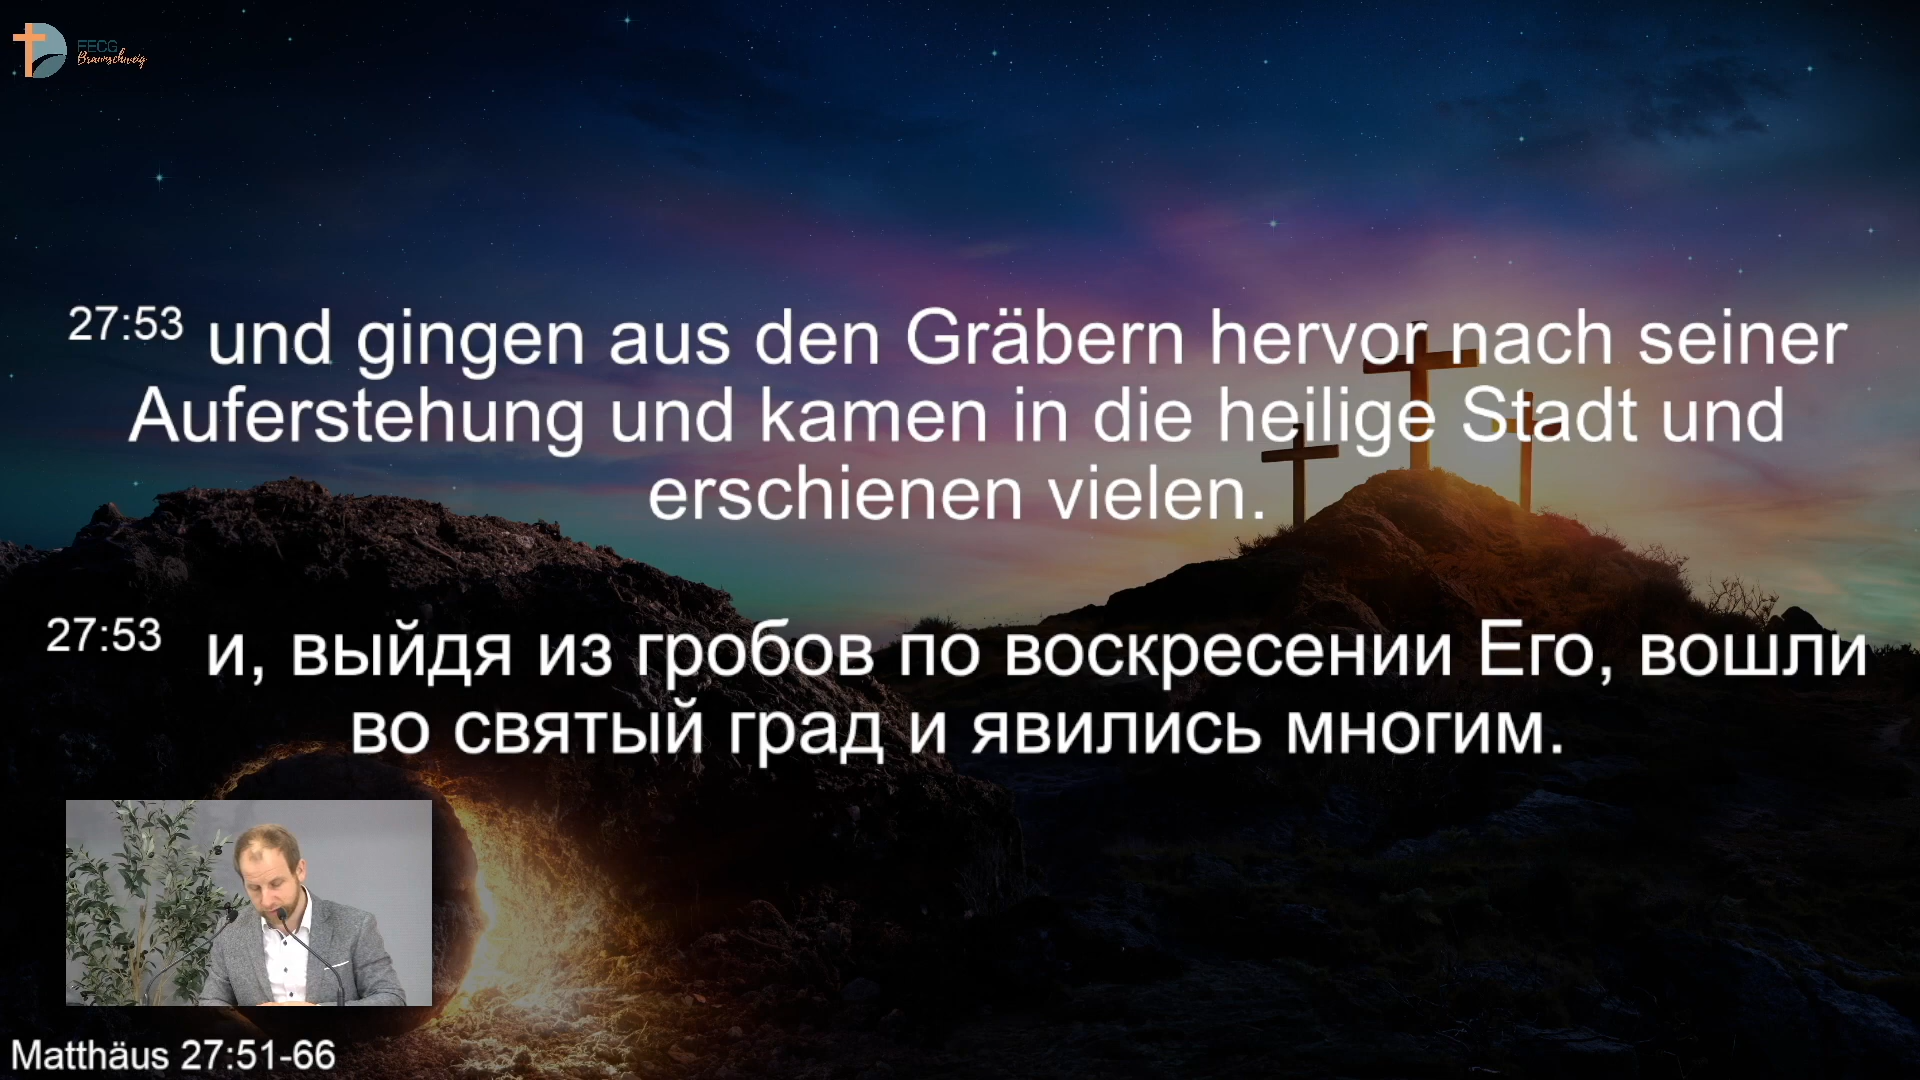 FECG
Braunschweig
27:53 und gingen aus den Gräbern hervor nach seiner
Auferstehung und kamen in die heilige Stadt und
erschienen vielen.
27:53 и, выйдя из гробов по воскресении Его, вошли
во святый град и явились многим.
Matthäus 27:51-66